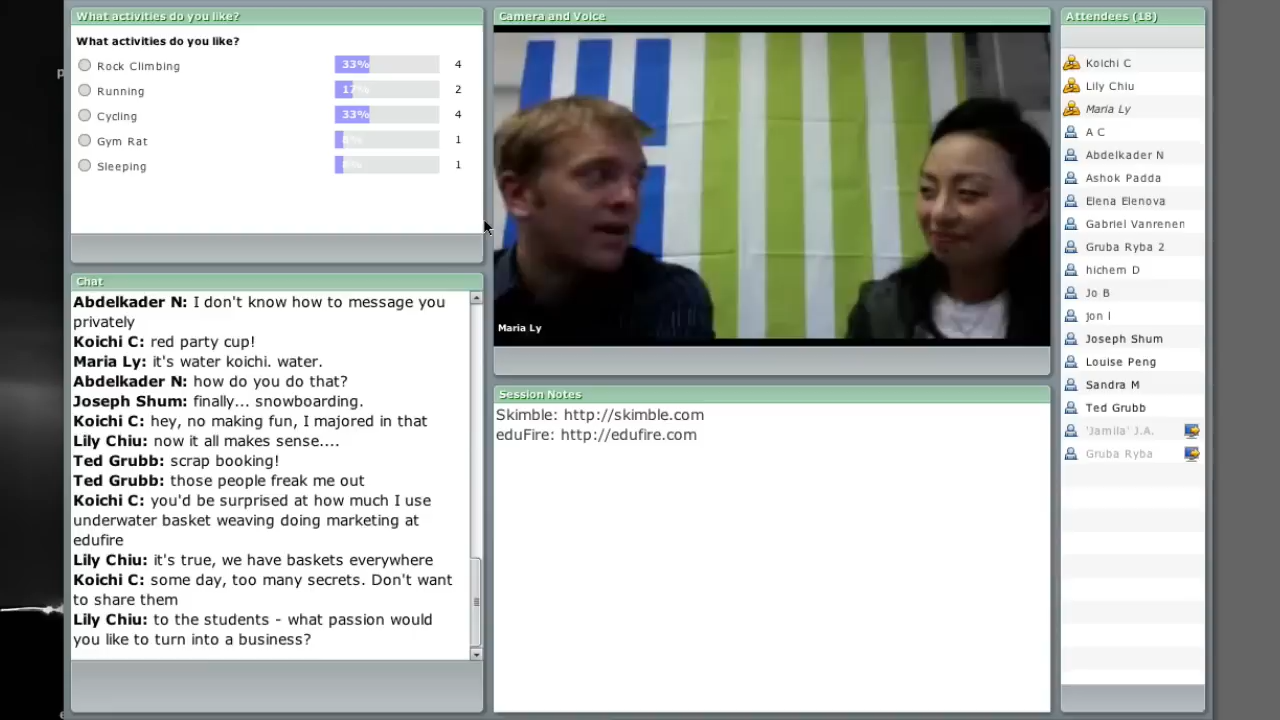 What activities do you like?
What activities do you like?
Rock Climbing 33% 4
Running 17% 2
Cycling 33% 4
Gym Rat 8% 1
Sleeping 8% 1
Chat
Abdelkader N: I don't know how to message you
privately
Koichi C: red party cup!
Maria Ly: it's water koichi. water.
Abdelkader N: how do you do that?
Joseph Shum: finally... snowboarding.
Koichi C: hey, no making fun, I majored in that
Lily Chiu: now it all makes sense....
Ted Grubb: scrap booking!
Ted Grubb: those people freak me out
Koichi C: you'd be surprised at how much I use
underwater basket weaving doing marketing at
edufire
Lily Chiu: it's true, we have baskets everywhere
Koichi C: some day, too many secrets. Don't want
to share them
Lily Chiu: to the students - what passion would
you like to turn into a business?
Camera and Voice
Maria Ly
Session Notes
Skimble: http://skimble.com
eduFire: http://edufire.com
Attendees (18)
Koichi C
Lily Chiu
Maria Ly
A C
Abdelkader N
Ashok Padda
Elena Elenova
Gabriel Vanrenen
Gruba Ryba 2
hichem D
Jo B
jon l
Joseph Shum
Louise Peng
Sandra M
Ted Grubb
'Jamila' J.A.
Gruba Ryba